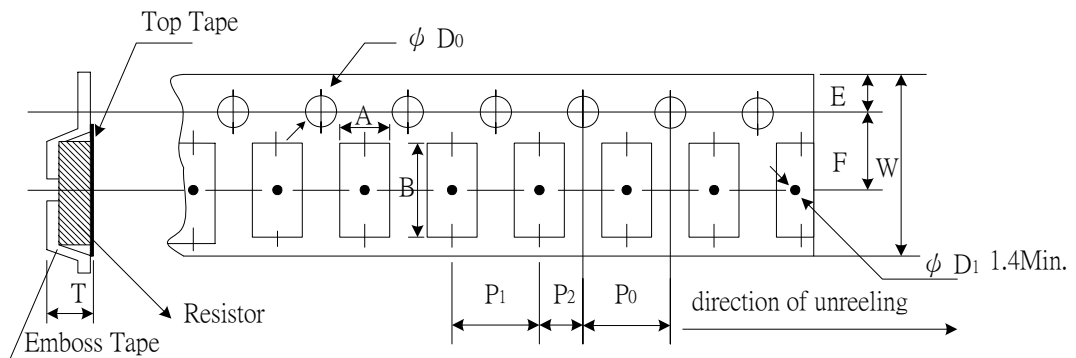 Top Tape
ϕ D0
A
E
F
W
B
ϕ D1 1.4Min.
T
P1
P2
P0
direction of unreeling
Resistor
Emboss Tape